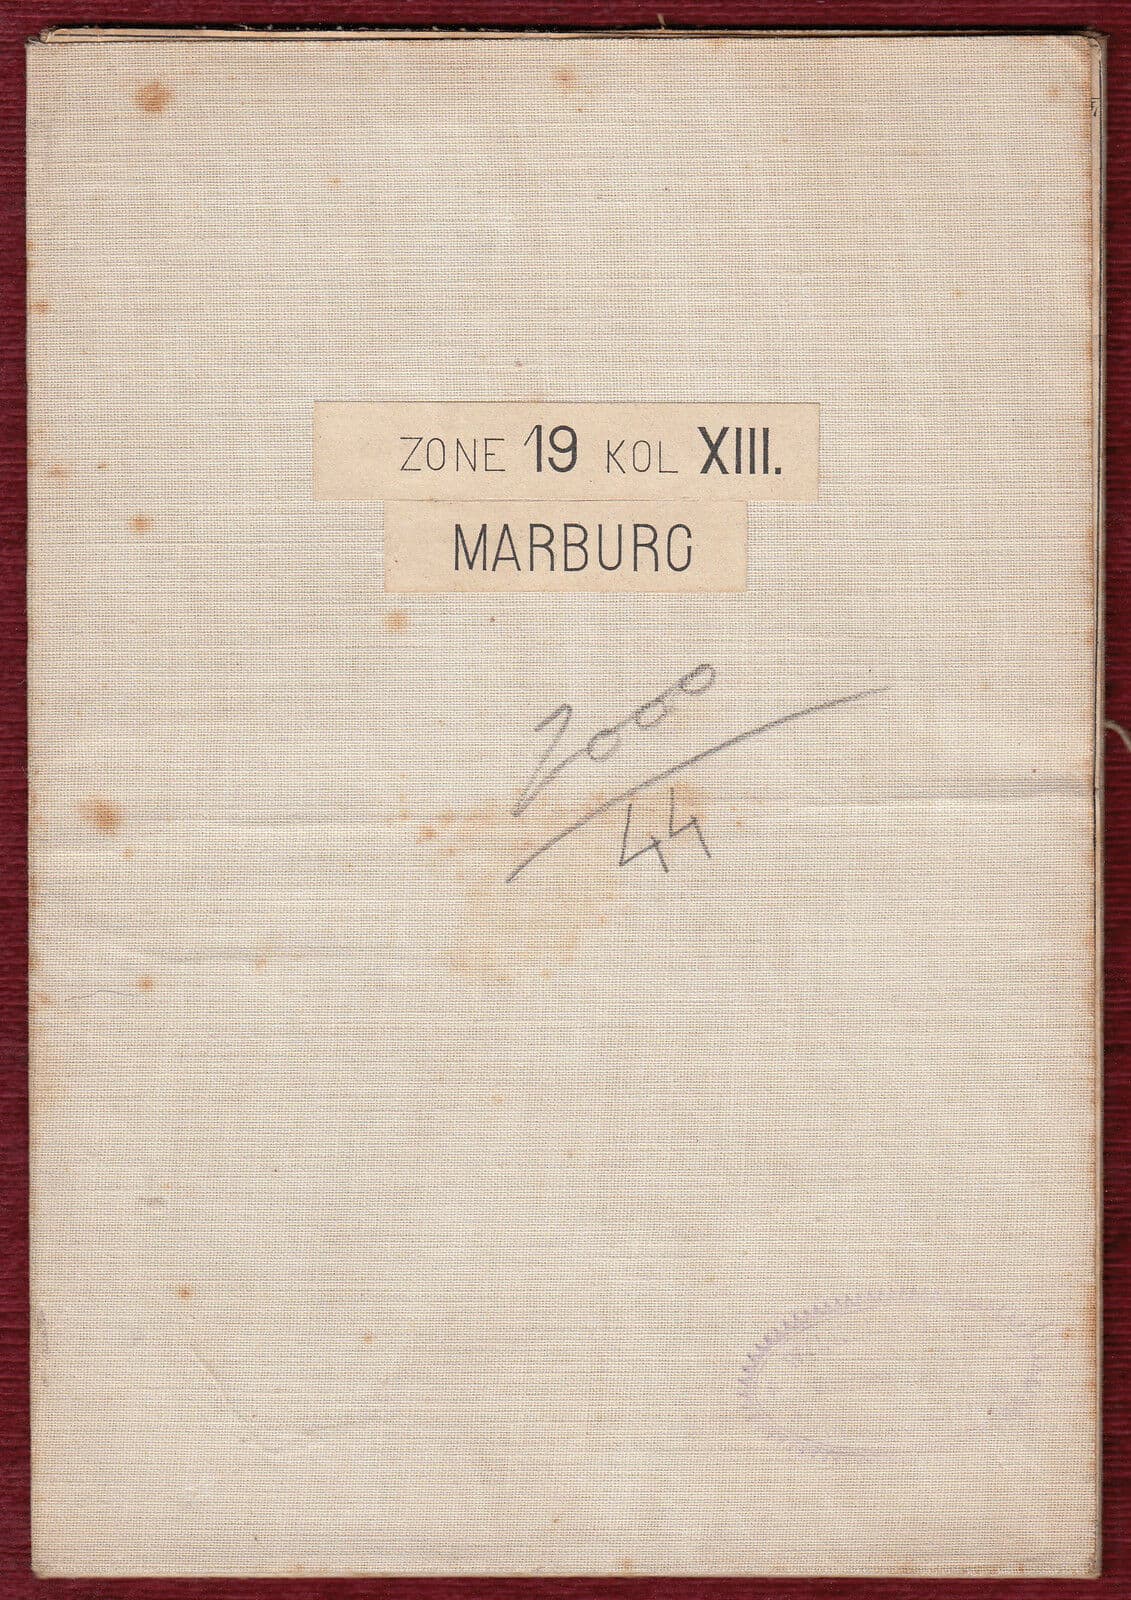 ZONE 19 KOL XIII.
MARBURG
2000
44